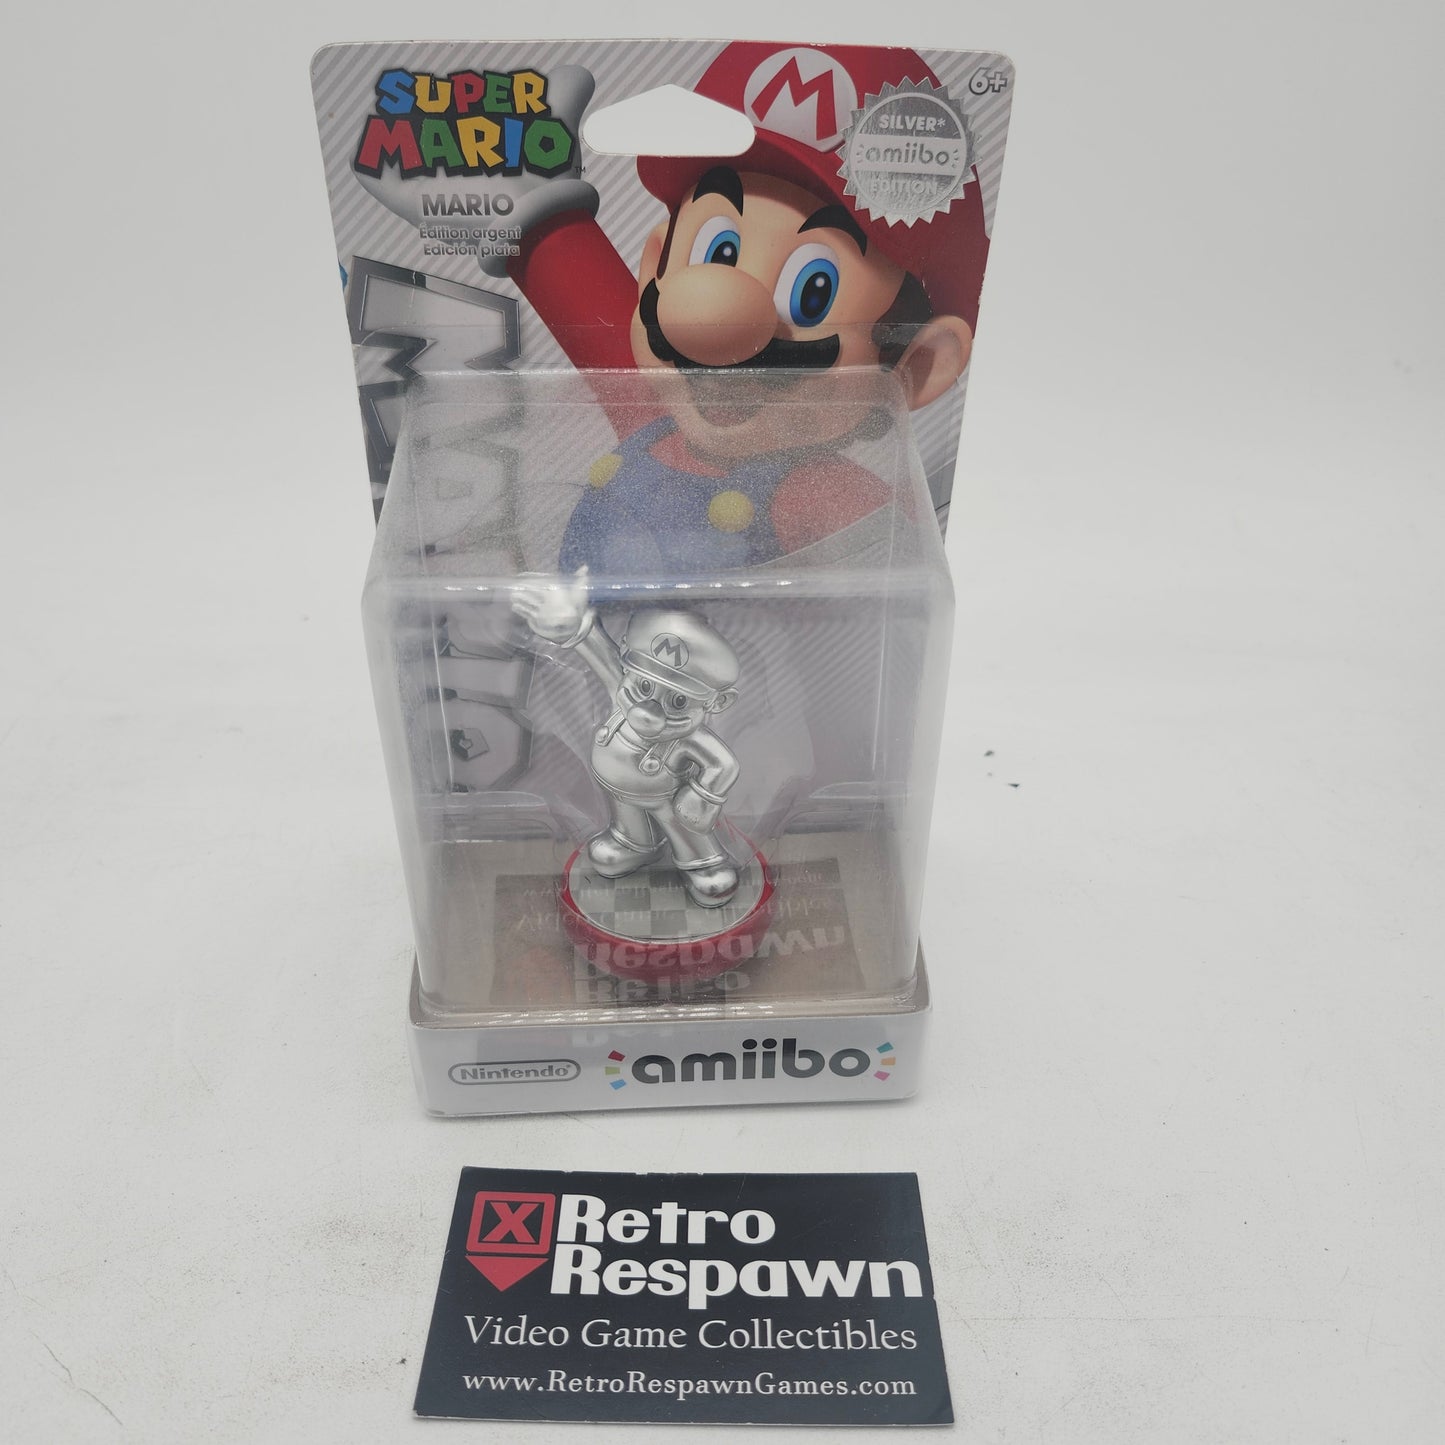 SUPER
MARIO™
MARIO
Édition argent
Edición plata
M
6+
SILVER*
amiibo
EDITION
MARIO
M
Nintendo®
amiibo
X Retro
Respawn
Video Game Collectibles
www.RetroRespawnGames.com